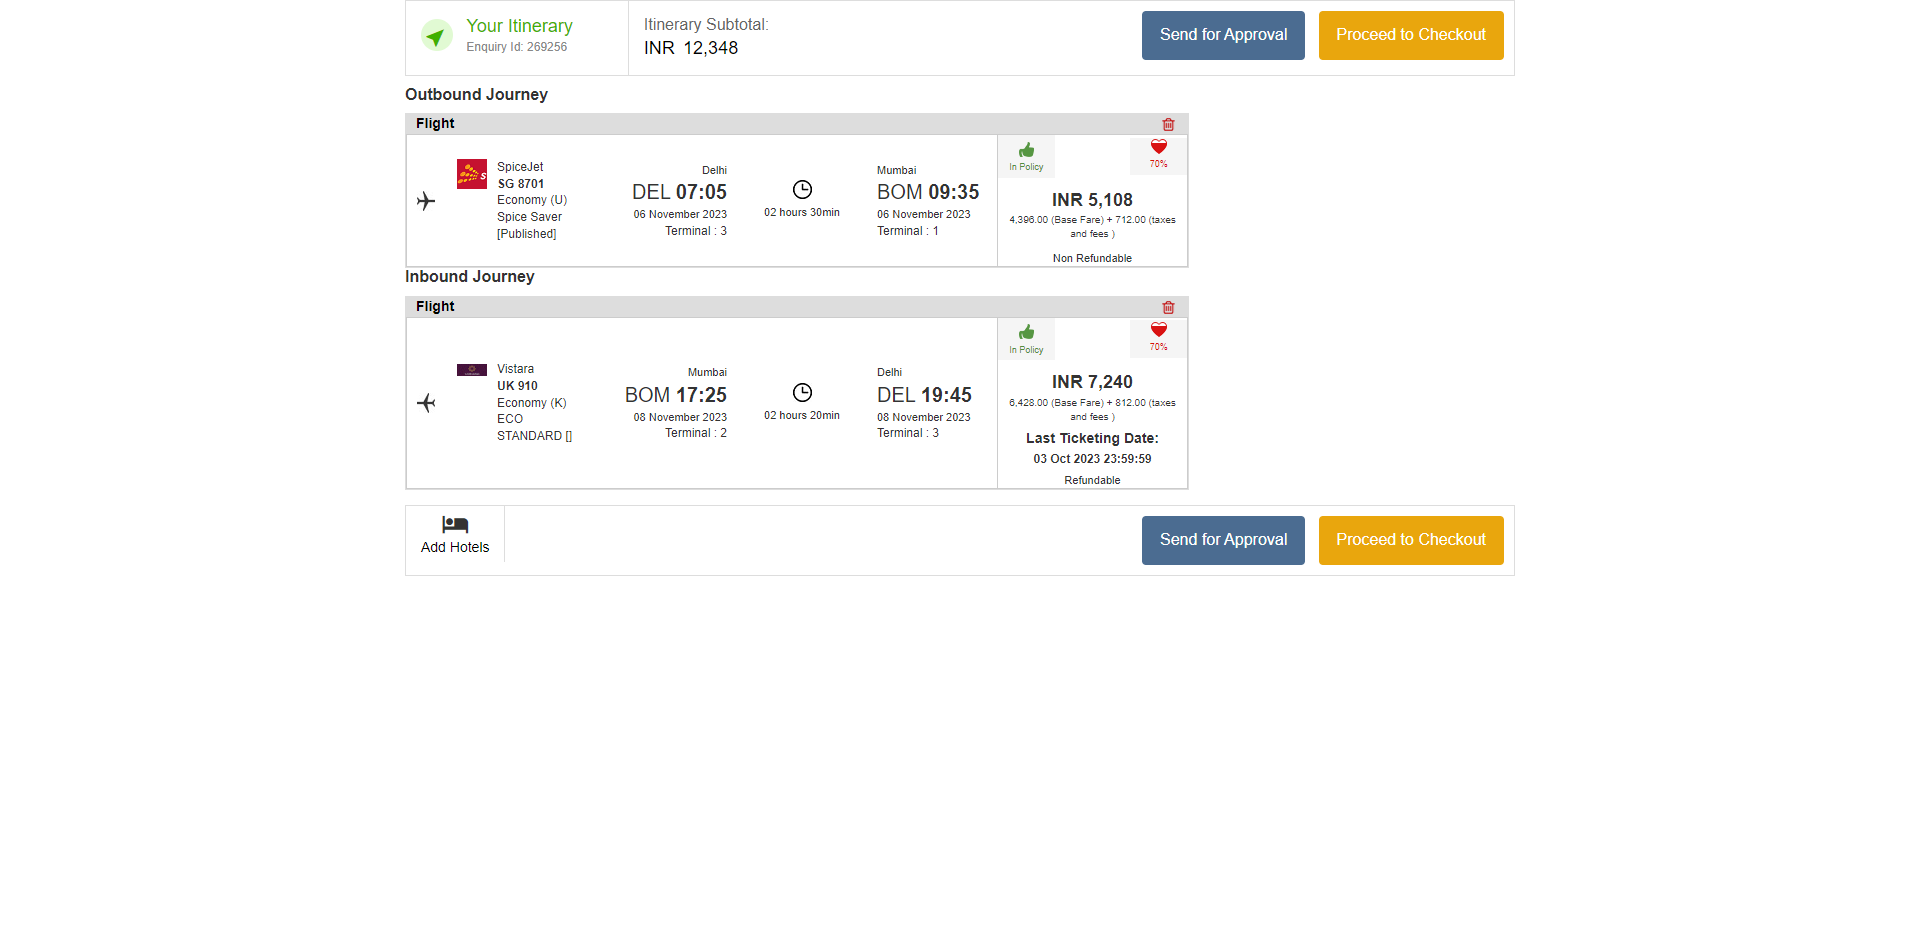 Your Itinerary
Enquiry Id: 269256
Itinerary Subtotal:
INR 12,348
Send for Approval
Proceed to Checkout
Outbound Journey
Flight
SpiceJet
SG 8701
Economy (U)
Spice Saver
[Published]
Delhi
DEL 07:05
06 November 2023
Terminal : 3
02 hours 30min
Mumbai
BOM 09:35
06 November 2023
Terminal : 1
In Policy
70%
INR 5,108
4,396.00 (Base Fare) + 712.00 (taxes
and fees )
Non Refundable
Inbound Journey
Flight
Vistara
UK 910
Economy (K)
ECO
STANDARD []
Mumbai
BOM 17:25
08 November 2023
Terminal : 2
02 hours 20min
Delhi
DEL 19:45
08 November 2023
Terminal : 3
In Policy
70%
INR 7,240
6,428.00 (Base Fare) + 812.00 (taxes
and fees )
Last Ticketing Date:
03 Oct 2023 23:59:59
Refundable
Add Hotels
Send for Approval
Proceed to Checkout